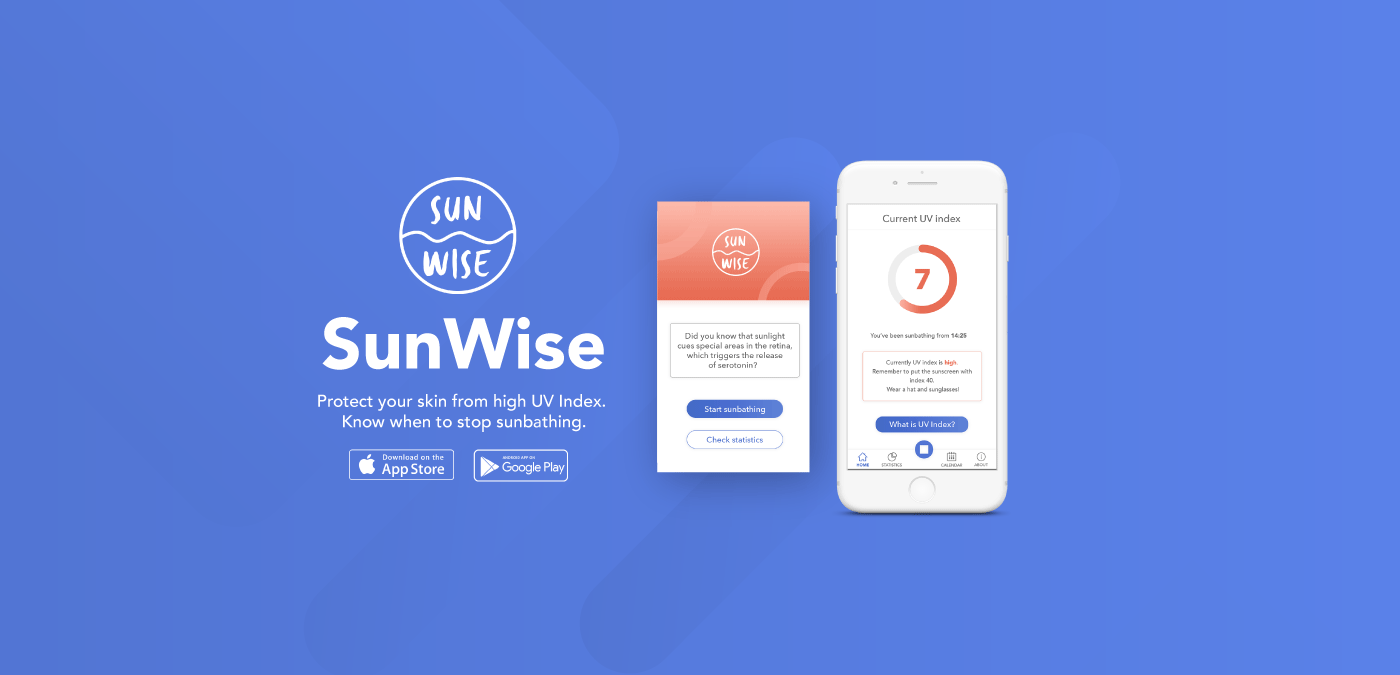 SUN
WISE
SunWise
Protect your skin from high UV Index.
Know when to stop sunbathing.
Download on the
App Store
ANDROID APP ON
Google Play
SUN
WISE
Did you know that sunlight
cues special areas in the retina,
which triggers the release
of serotonin?
Start sunbathing
Check statistics
Current UV index
7
You've been sunbathing from 14:25
Currently UV index is high.
Remember to put the sunscreen with
index 40.
Wear a hat and sunglasses!
What is UV Index?
HOME
STATISTICS
CALENDAR
ABOUT